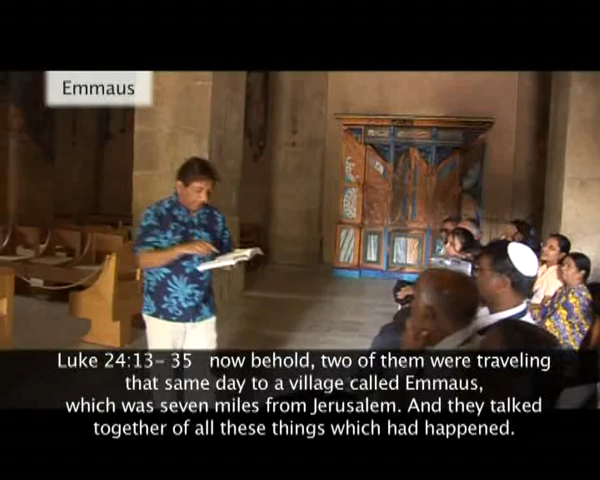 Emmaus
Luke 24:13- 35 now behold, two of them were traveling
that same day to a village called Emmaus,
which was seven miles from Jerusalem. And they talked
together of all these things which had happened.